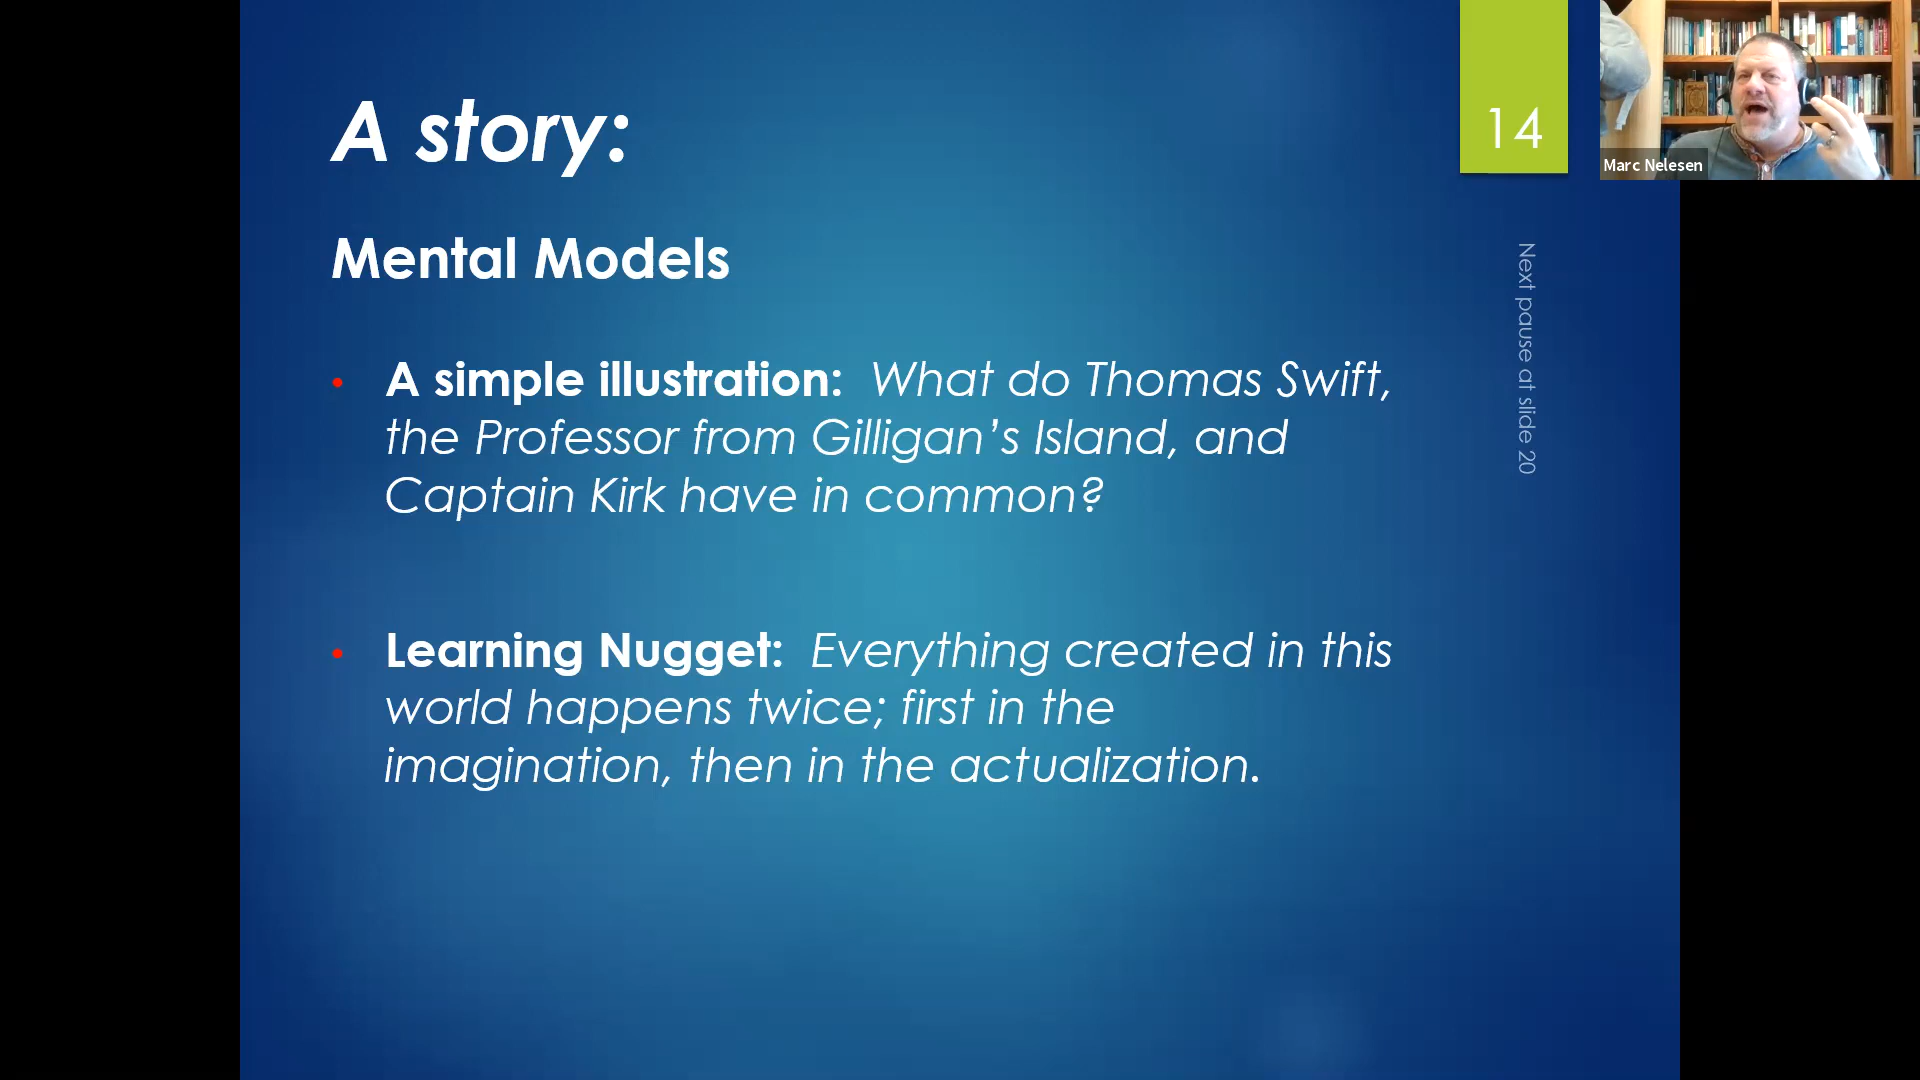 A story:
14
Marc Nelesen
Mental Models
Next pause at slide 20
• A simple illustration: What do Thomas Swift,
the Professor from Gilligan’s Island, and
Captain Kirk have in common?
• Learning Nugget: Everything created in this
world happens twice; first in the
imagination, then in the actualization.